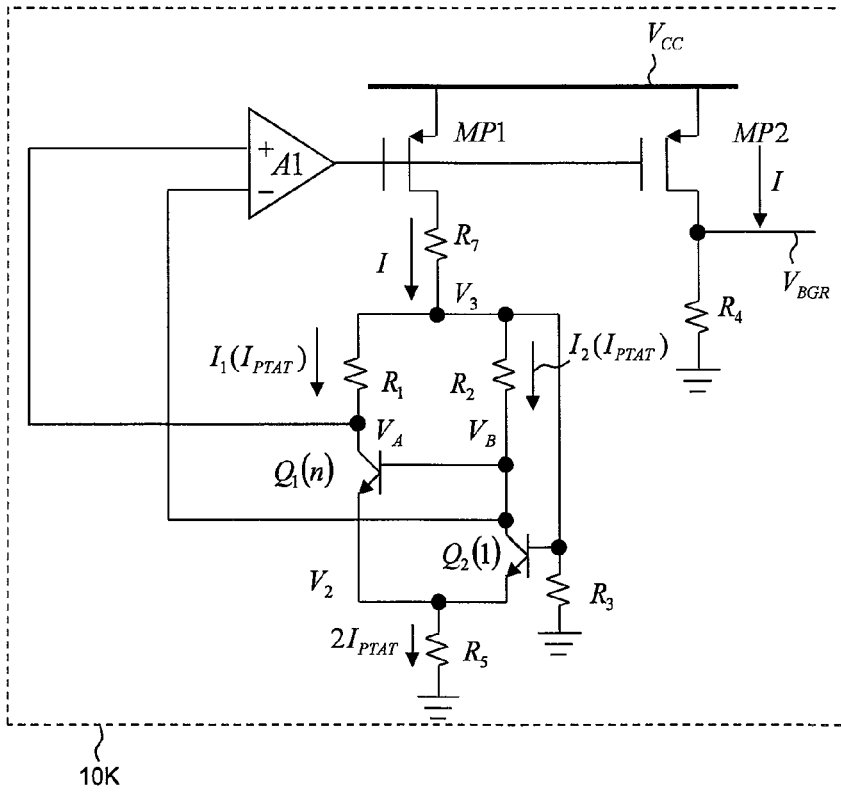 V_CC
MP1
MP2
+
A1
−
I
R_7
I
V_BGR
V_3
R_4
I_1(I_PTAT)
I_2(I_PTAT)
R_1
R_2
V_A
V_B
Q_1(n)
Q_2(1)
V_2
R_3
2I_PTAT
R_5
10K